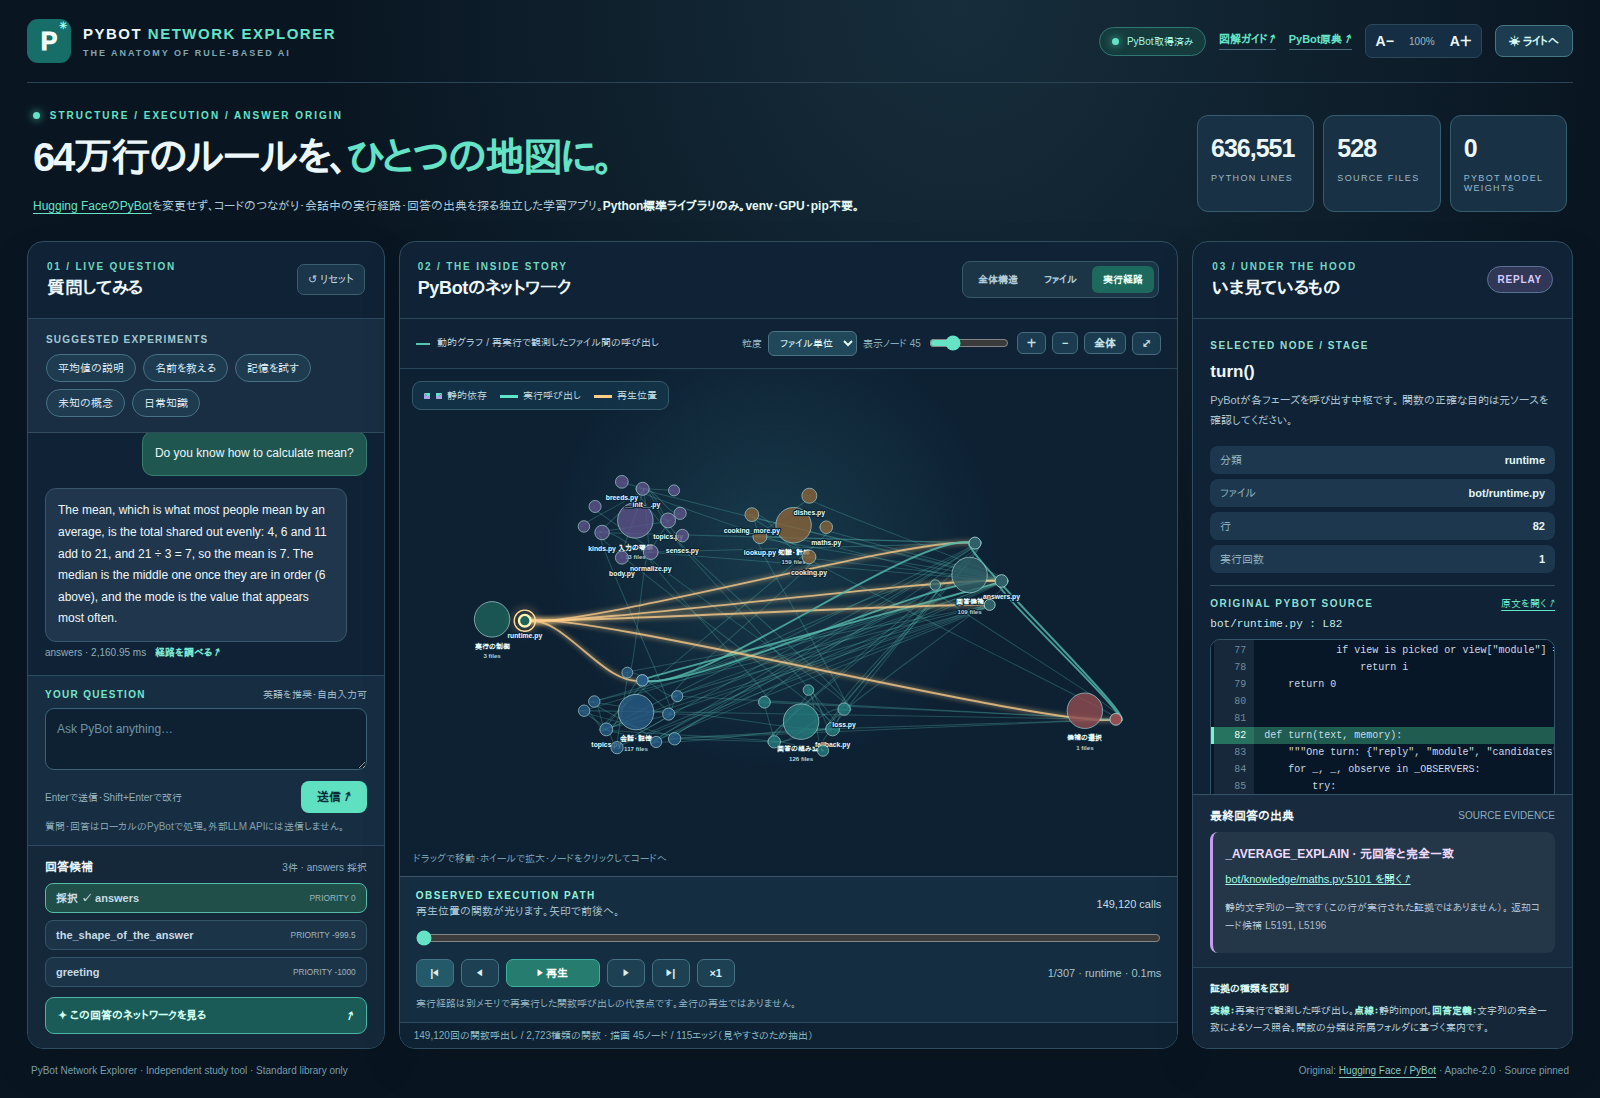 P
PYBOT NETWORK EXPLORER
THE ANATOMY OF RULE-BASED AI
PyBot取得済み
図解ガイド↗
PyBot原典↗
A−
100%
A＋
☀ ライトへ
STRUCTURE / EXECUTION / ANSWER ORIGIN
64万行のルールを、ひとつの地図に。
Hugging FaceのPyBotを変更せず、コードのつながり・会話中の実行経路・回答の出典を探る独立した学習アプリ。Python標準ライブラリのみ。venv・GPU・pip不要。
636,551
PYTHON LINES
528
SOURCE FILES
0
PYBOT MODEL
WEIGHTS
01 / LIVE QUESTION
質問してみる
↺ リセット
SUGGESTED EXPERIMENTS
平均値の説明
名前を教える
記憶を試す
未知の概念
日常知識
Do you know how to calculate mean?
The mean, which is what most people mean by an
average, is the total shared out evenly: 4, 6 and 11
add to 21, and 21 ÷ 3 = 7, so the mean is 7. The
median is the middle one once they are in order (6
above), and the mode is the value that appears
most often.
answers · 2,160.95 ms 経路を調べる↗
YOUR QUESTION
英語を推奨・自由入力可
Ask PyBot anything…
Enterで送信・Shift+Enterで改行
送信 ↗
質問・回答はローカルのPyBotで処理。外部LLM APIには送信しません。
回答候補
3件 · answers 採択
採択 ✓ answers
PRIORITY 0
the_shape_of_the_answer
PRIORITY -999.5
greeting
PRIORITY -1000
✦ この回答のネットワークを見る
↗
02 / THE INSIDE STORY
PyBotのネットワーク
全体構造
ファイル
実行経路
動的グラフ / 再実行で観測したファイル間の呼び出し
粒度
ファイル単位
表示ノード 45
＋
−
全体
⤢
静的依存
実行呼び出し
再生位置
breeds.py
topics.py
kinds.py
senses.py
normalize.py
body.py
dishes.py
cooking_more.py
maths.py
lookup.py
159 files
cooking.py
answers.py
109 files
runtime.py
実行の制御
3 files
会話・記憶
117 files
loss.py
回答の組み立て
126 files
候補の選択
1 files
ドラッグで移動・ホイールで拡大・ノードをクリックしてコードへ
OBSERVED EXECUTION PATH
再生位置の関数が光ります。矢印で前後へ。
149,120 calls
▶ 再生
×1
1/307 · runtime · 0.1ms
実行経路は別メモリで再実行した関数呼び出しの代表点です。全行の再生ではありません。
149,120回の関数呼出し / 2,723種類の関数 · 描画 45ノード / 115エッジ（見やすさのため抽出）
03 / UNDER THE HOOD
いま見ているもの
REPLAY
SELECTED NODE / STAGE
turn()
PyBotが各フェーズを呼び出す中枢です。 関数の正確な目的は元ソースを
確認してください。
分類
runtime
ファイル
bot/runtime.py
行
82
実行回数
1
ORIGINAL PYBOT SOURCE
原文を開く↗
bot/runtime.py : L82
77 if view is picked or view["module"]
78 return i
79 return 0
80
81
82 def turn(text, memory):
83 """One turn: {"reply", "module", "candidates"
84 for _, _, observe in _OBSERVERS:
85 try:
最終回答の出典
SOURCE EVIDENCE
_AVERAGE_EXPLAIN · 元回答と完全一致
bot/knowledge/maths.py:5101 を開く↗
静的文字列の一致です（この行が実行された証拠ではありません）。返却コ
ード候補 L5191, L5196
証拠の種類を区別
実線：再実行で観測した呼び出し。点線：静的import。回答定義：文字列の完全一
致によるソース照合。関数の分類は所属フォルダに基づく案内です。
PyBot Network Explorer · Independent study tool · Standard library only
Original: Hugging Face / PyBot · Apache-2.0 · Source pinned